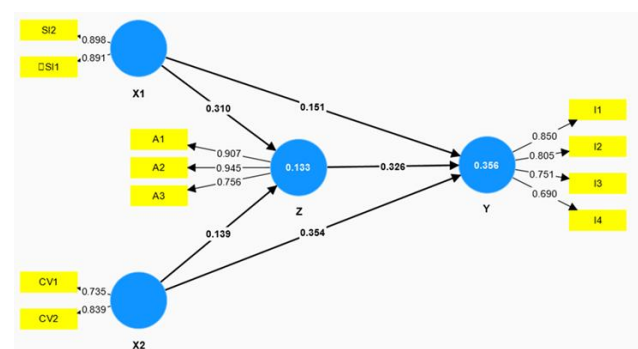 SI2
0.898
0.891
▯SI1
X1
0.310
0.151
A1
0.907
A2
0.945
A3
0.756
0.133
Z
0.326
0.356
Y
I1
0.850
I2
0.805
I3
0.751
I4
0.690
0.139
0.354
CV1
0.735
CV2
0.839
X2